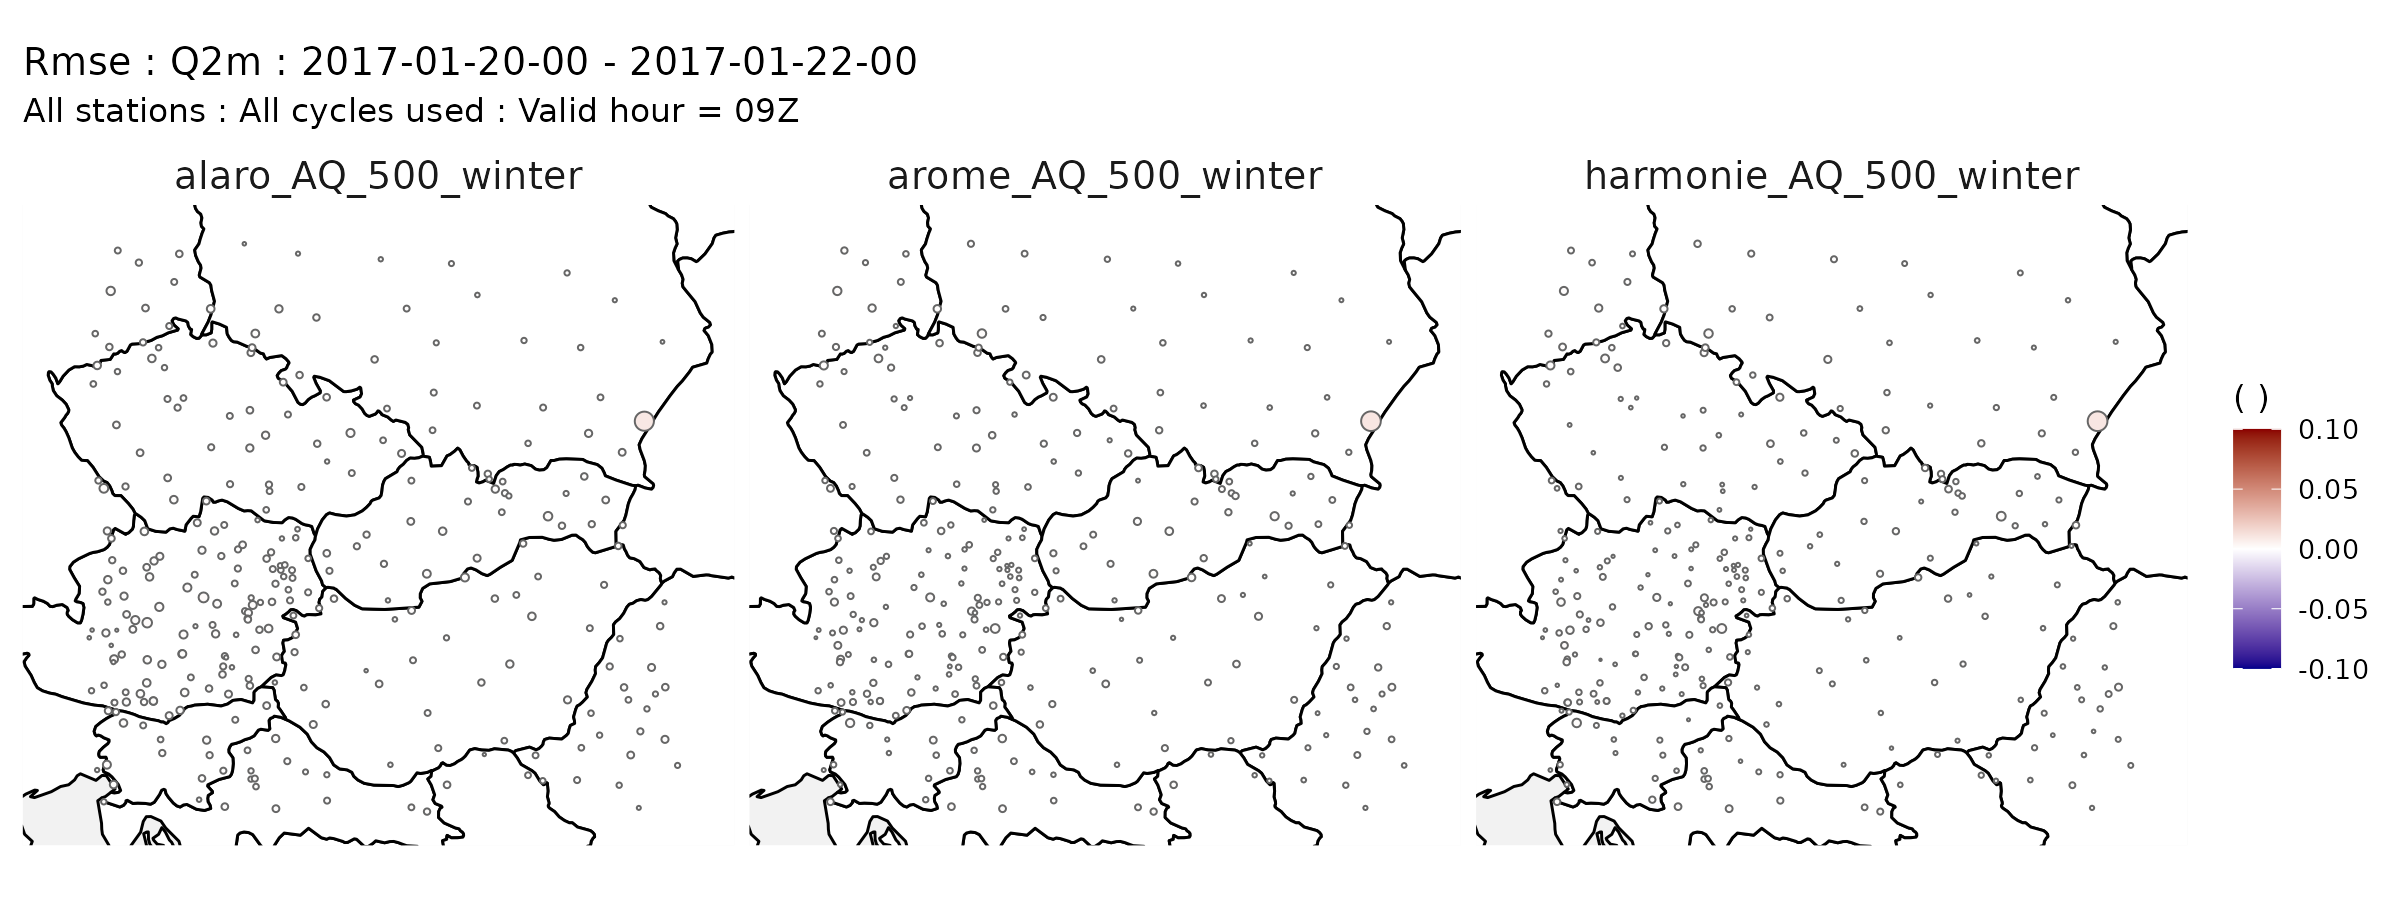 Rmse : Q2m : 2017-01-20-00 - 2017-01-22-00
All stations : All cycles used : Valid hour = 09Z
alaro_AQ_500_winter
arome_AQ_500_winter
harmonie_AQ_500_winter
( )
0.10
0.05
0.00
-0.05
-0.10